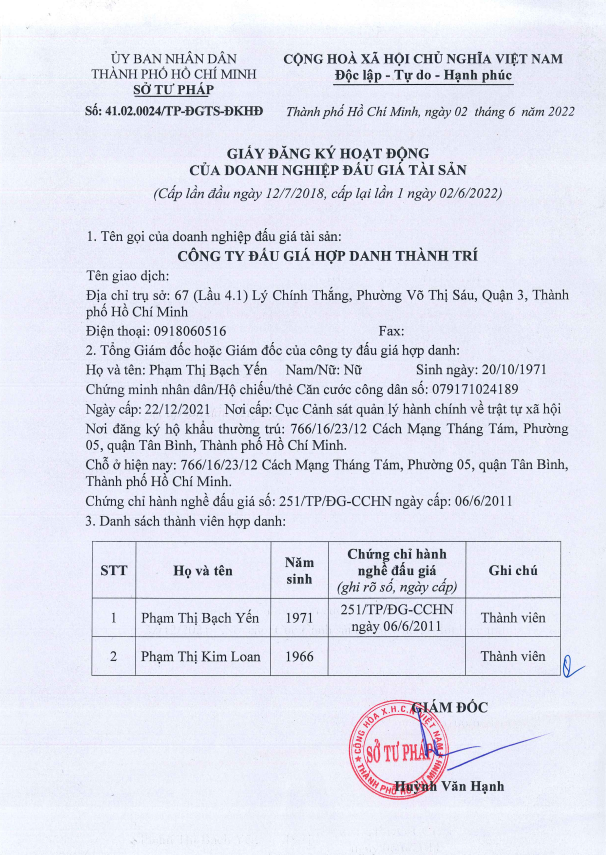 ỦY BAN NHÂN DÂN
THÀNH PHỐ HỒ CHÍ MINH
SỞ TƯ PHÁP
Số: 41.02.0024/TP-ĐGTS-ĐKHĐ
CỘNG HOÀ XÃ HỘI CHỦ NGHĨA VIỆT NAM
Độc lập - Tự do - Hạnh phúc
Thành phố Hồ Chí Minh, ngày 02 tháng 6 năm 2022
GIẤY ĐĂNG KÝ HOẠT ĐỘNG
CỦA DOANH NGHIỆP ĐẤU GIÁ TÀI SẢN
(Cấp lần đầu ngày 12/7/2018, cấp lại lần 1 ngày 02/6/2022)
1. Tên gọi của doanh nghiệp đấu giá tài sản:
CÔNG TY ĐẤU GIÁ HỢP DANH THÀNH TRÍ
Tên giao dịch:
Địa chỉ trụ sở: 67 (Lầu 4.1) Lý Chính Thắng, Phường Võ Thị Sáu, Quận 3, Thành
phố Hồ Chí Minh
Điện thoại: 0918060516 Fax:
2. Tổng Giám đốc hoặc Giám đốc của công ty đấu giá hợp danh:
Họ và tên: Phạm Thị Bạch Yến Nam/Nữ: Nữ Sinh ngày: 20/10/1971
Chứng minh nhân dân/Hộ chiếu/thẻ Căn cước công dân số: 079171024189
Ngày cấp: 22/12/2021 Nơi cấp: Cục Cảnh sát quản lý hành chính về trật tự xã hội
Nơi đăng ký hộ khẩu thường trú: 766/16/23/12 Cách Mạng Tháng Tám, Phường
05, quận Tân Bình, Thành phố Hồ Chí Minh.
Chỗ ở hiện nay: 766/16/23/12 Cách Mạng Tháng Tám, Phường 05, quận Tân Bình,
Thành phố Hồ Chí Minh.
Chứng chỉ hành nghề đấu giá số: 251/TP/ĐG-CCHN ngày cấp: 06/6/2011
3. Danh sách thành viên hợp danh:
STT Họ và tên Năm sinh Chứng chỉ hành nghề đấu giá (ghi rõ số, ngày cấp) Ghi chú
1 Phạm Thị Bạch Yến 1971 251/TP/ĐG-CCHN ngày 06/6/2011 Thành viên
2 Phạm Thị Kim Loan 1966 Thành viên
GIÁM ĐỐC
CỘNG HÒA X.H.C.N VIỆT NAM
SỞ TƯ PHÁP
THÀNH PHỐ HỒ CHÍ MINH
Huỳnh Văn Hạnh